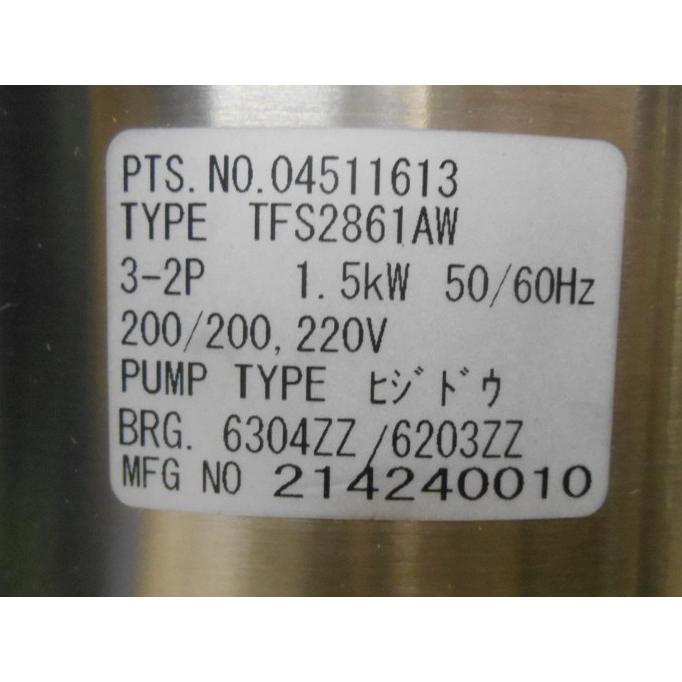 PTS. NO. 04511613
TYPE TFS2861AW
3-2P 1.5kW 50/60Hz
200/200, 220V
PUMP TYPE ﾋｼﾞﾄﾞｳ
BRG. 6304ZZ/6203ZZ
MFG NO 214240010